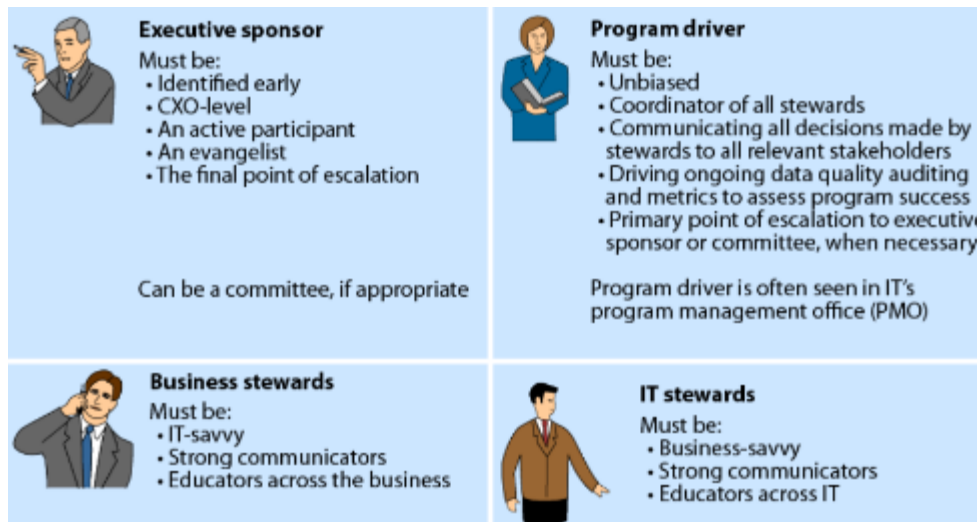 Executive sponsor
Must be:
• Identified early
• CXO-level
• An active participant
• An evangelist
• The final point of escalation
Can be a committee, if appropriate
Program driver
Must be:
• Unbiased
• Coordinator of all stewards
• Communicating all decisions made by
stewards to all relevant stakeholders
• Driving ongoing data quality auditing
and metrics to assess program success
• Primary point of escalation to executive
sponsor or committee, when necessary
Program driver is often seen in IT's
program management office (PMO)
Business stewards
Must be:
• IT-savvy
• Strong communicators
• Educators across the business
IT stewards
Must be:
• Business-savvy
• Strong communicators
• Educators across IT